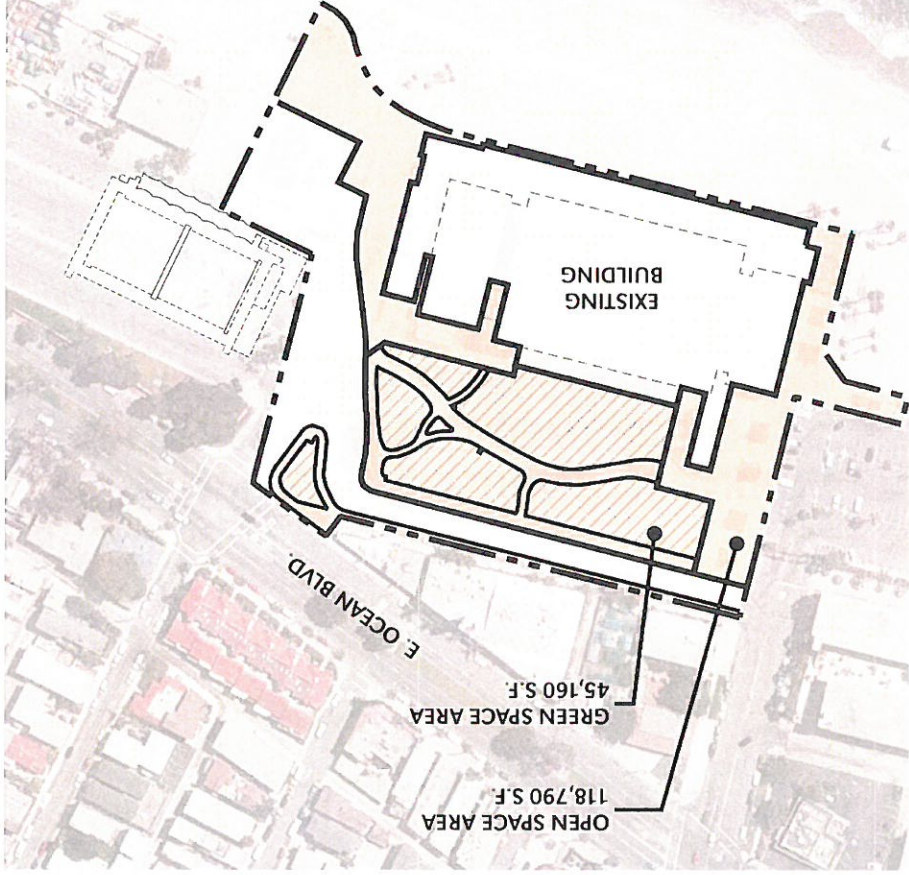 OPEN SPACE AREA
118,790 S.F.
GREEN SPACE AREA
45,160 S.F.
E. OCEAN BLVD.
EXISTING
BUILDING